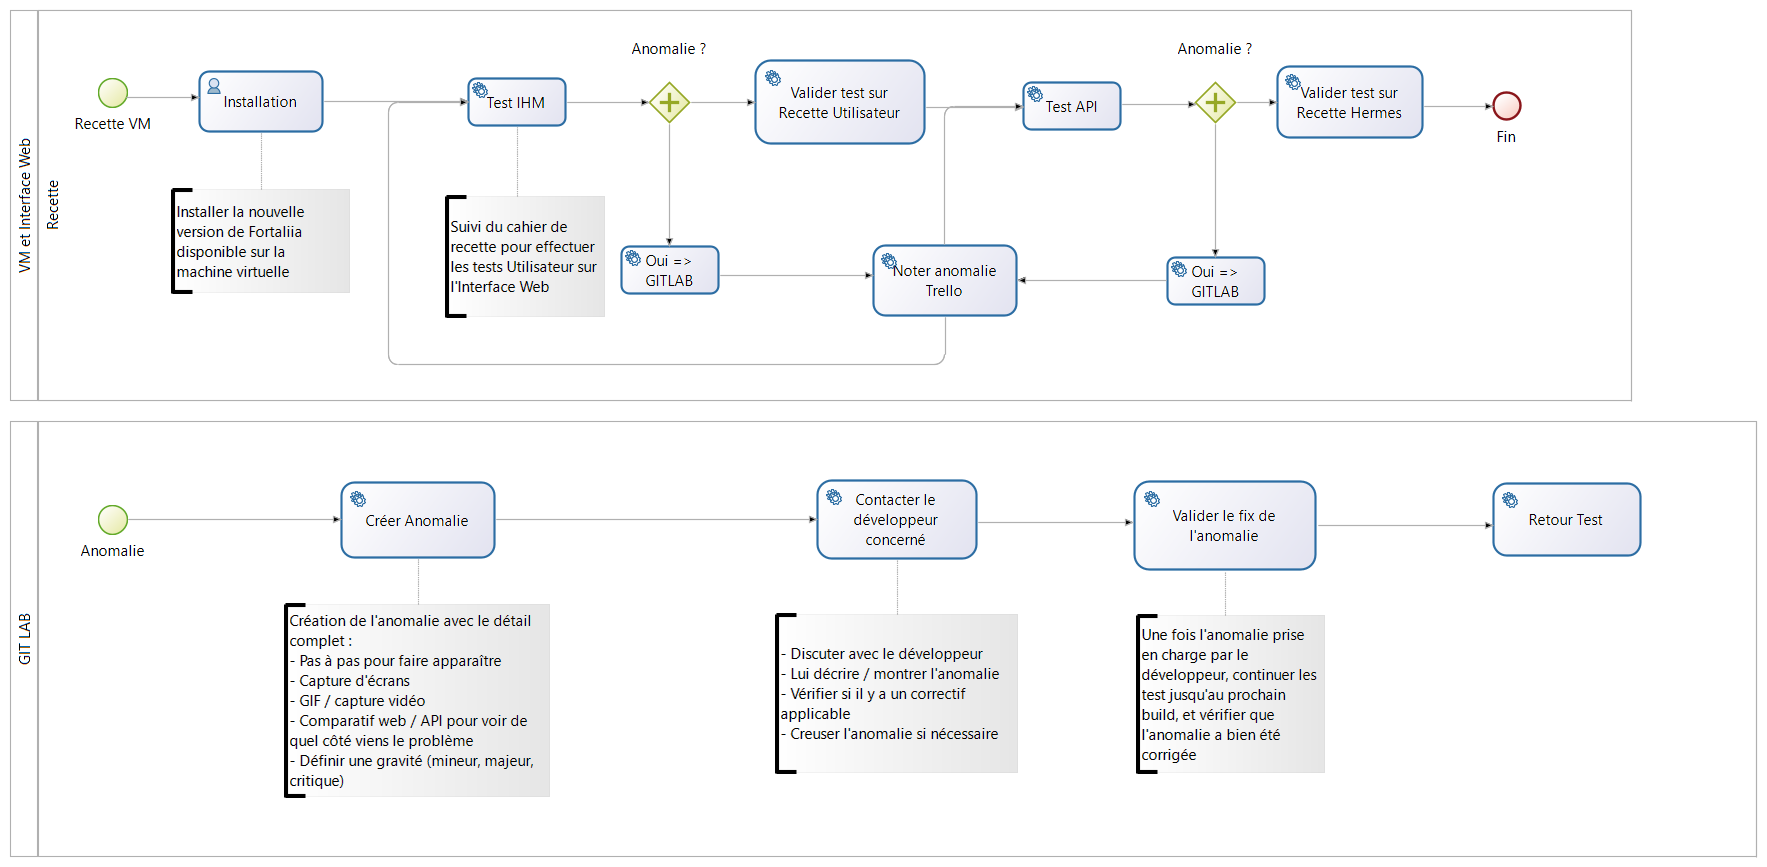 VM et Interface Web
Recette
Recette VM
Installation
Installer la nouvelle
version de Fortaliia
disponible sur la
machine virtuelle
Test IHM
Suivi du cahier de
recette pour effectuer
les tests Utilisateur sur
l'Interface Web
Anomalie ?
Oui =>
GITLAB
Valider test sur
Recette Utilisateur
Noter anomalie
Trello
Test API
Anomalie ?
Oui =>
GITLAB
Valider test sur
Recette Hermes
Fin
GIT LAB
Anomalie
Créer Anomalie
Création de l'anomalie avec le détail
complet :
- Pas à pas pour faire apparaître
- Capture d'écrans
- GIF / capture vidéo
- Comparatif web / API pour voir de
quel côté viens le problème
- Définir une gravité (mineur, majeur,
critique)
Contacter le
développeur
concerné
- Discuter avec le développeur
- Lui décrire / montrer l'anomalie
- Vérifier si il y a un correctif
applicable
- Creuser l'anomalie si nécessaire
Valider le fix de
l'anomalie
Une fois l'anomalie prise
en charge par le
développeur, continuer les
test jusqu'au prochain
build, et vérifier que
l'anomalie a bien été
corrigée
Retour Test